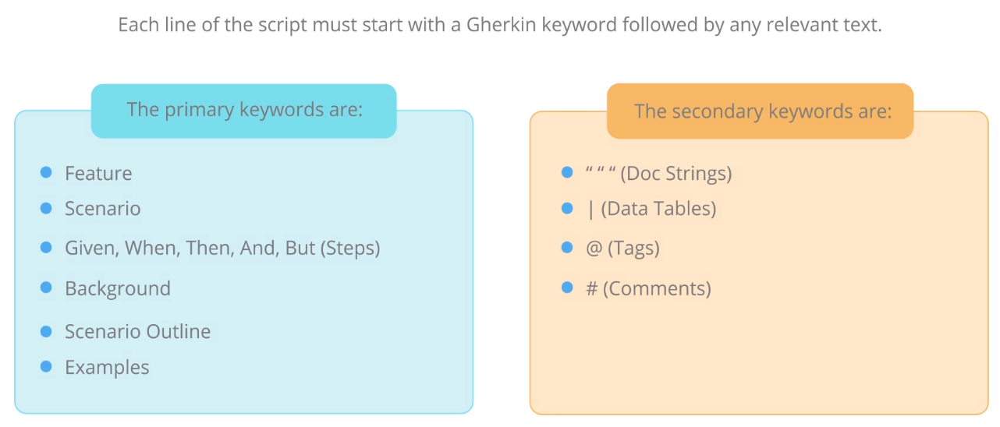 Each line of the script must start with a Gherkin keyword followed by any relevant text.
The primary keywords are:
Feature
Scenario
Given, When, Then, And, But (Steps)
Background
Scenario Outline
Examples
The secondary keywords are:
“ “ “ (Doc Strings)
| (Data Tables)
@ (Tags)
# (Comments)